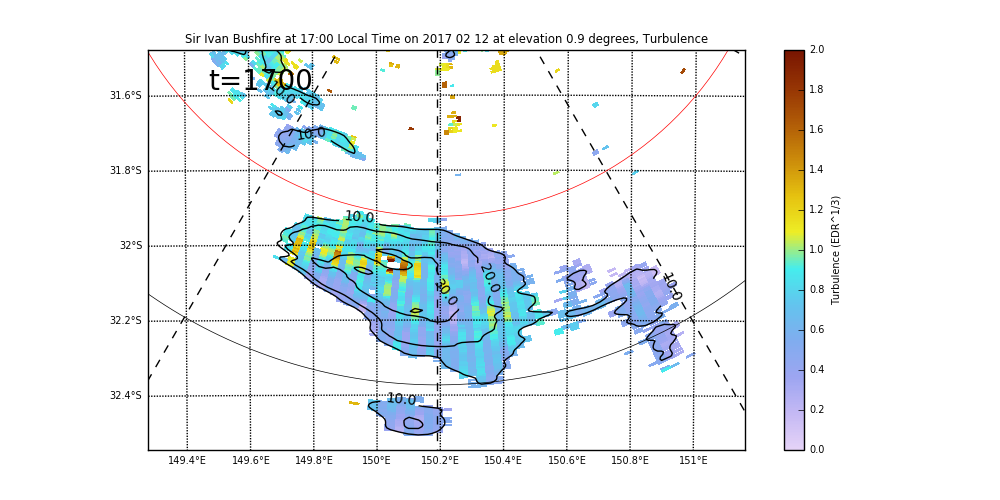 Sir Ivan Bushfire at 17:00 Local Time on 2017 02 12 at elevation 0.9 degrees, Turbulence
t=1700
10.0
10.0
10.0
20.0
30.0
10.0
10.0
31.6°S
31.8°S
32°S
32.2°S
32.4°S
149.4°E 149.6°E 149.8°E 150°E 150.2°E 150.4°E 150.6°E 150.8°E 151°E
2.0
1.8
1.6
1.4
1.2
1.0
0.8
0.6
0.4
0.2
0.0
Turbulence (EDR^1/3)